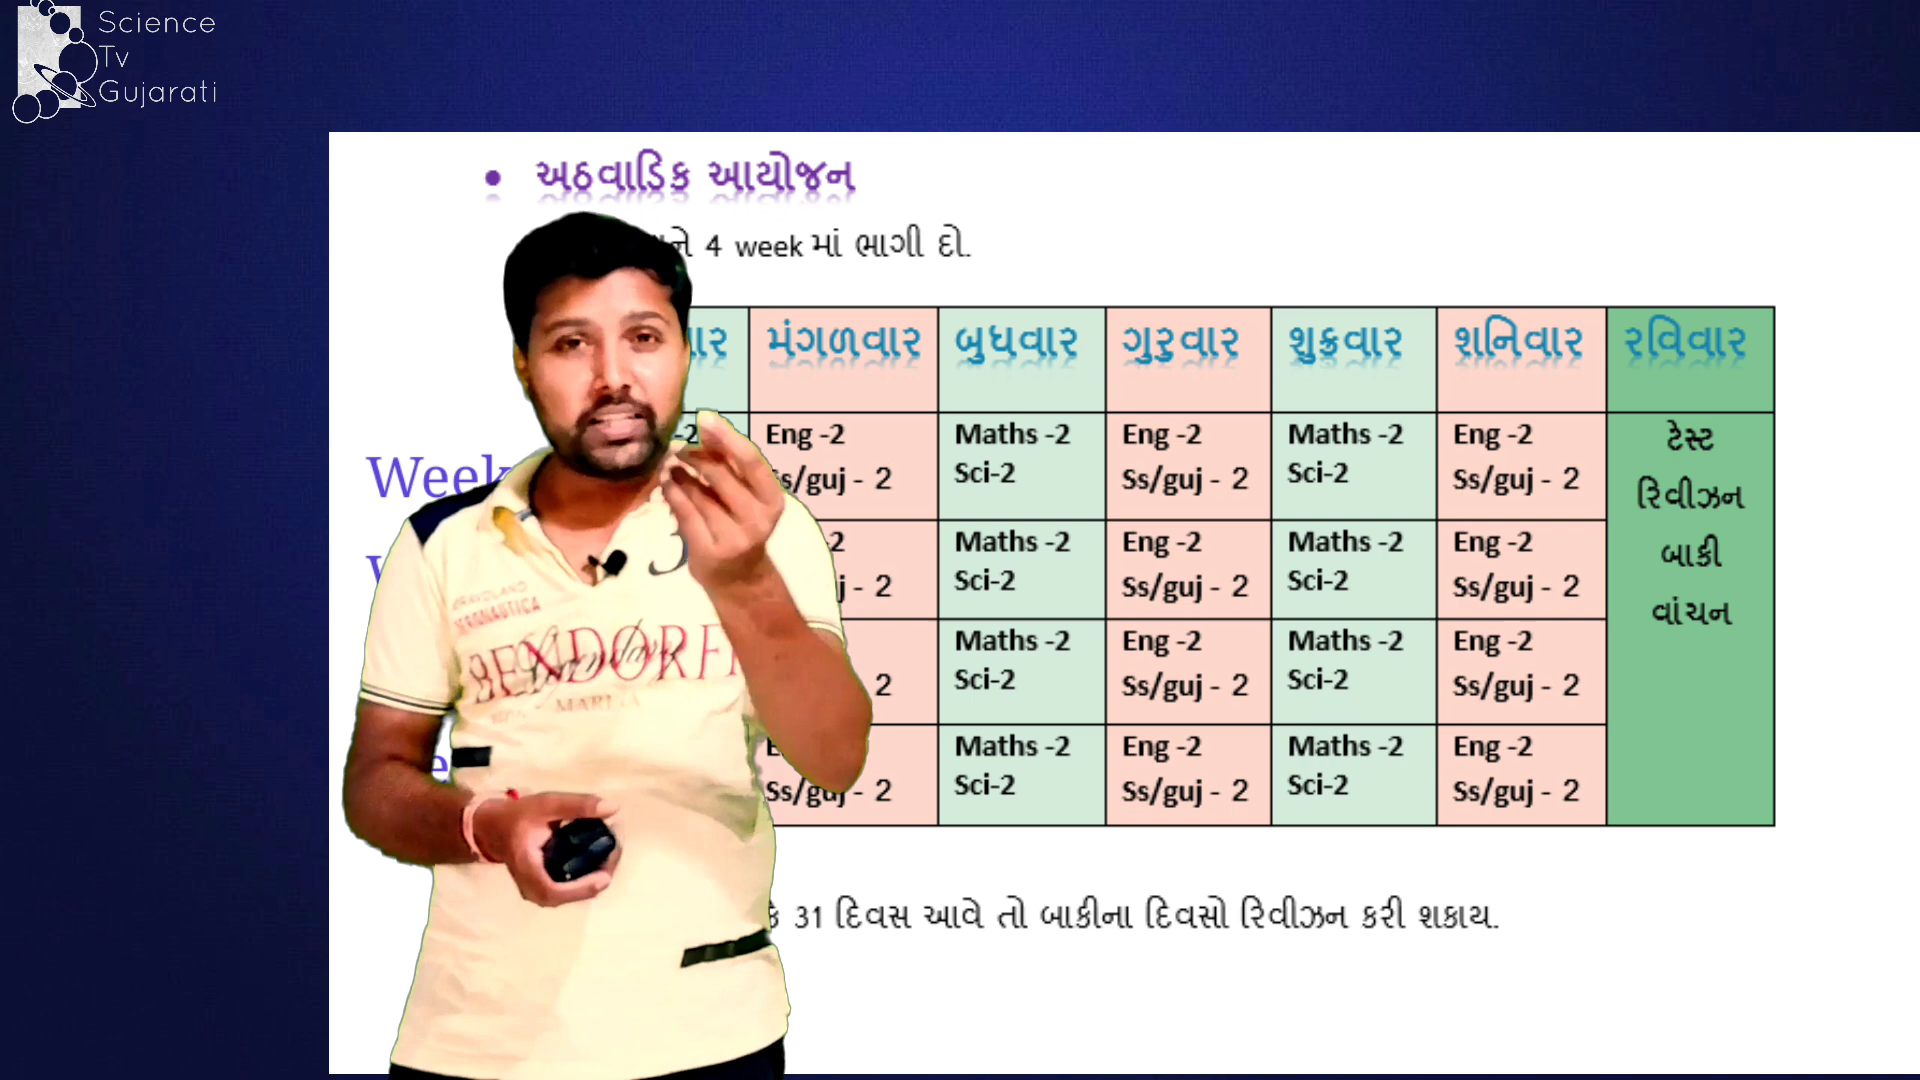 Science
Tv
Gujarati
• અઠવાડિક આયોજન
4 week માં ભાગી દો.
મંગળવાર બુધવાર ગુરુવાર શુક્રવાર શનિવાર રવિવાર
Week
-2 Eng -2 Maths -2 Eng -2 Maths -2 Eng -2 ટેસ્ટ
Ss/guj - 2 Sci-2 Ss/guj - 2 Sci-2 Ss/guj - 2 રિવીઝન
Maths -2 Eng -2 Maths -2 Eng -2 બાકી
- 2 Sci-2 Ss/guj - 2 Sci-2 Ss/guj - 2 વાંચન
Maths -2 Eng -2 Maths -2 Eng -2
2 Sci-2 Ss/guj - 2 Sci-2 Ss/guj - 2
Maths -2 Eng -2 Maths -2 Eng -2
Ss/guj - 2 Sci-2 Ss/guj - 2 Sci-2 Ss/guj - 2
કે 31 દિવસ આવે તો બાકીના દિવસો રિવીઝન કરી શકાય.